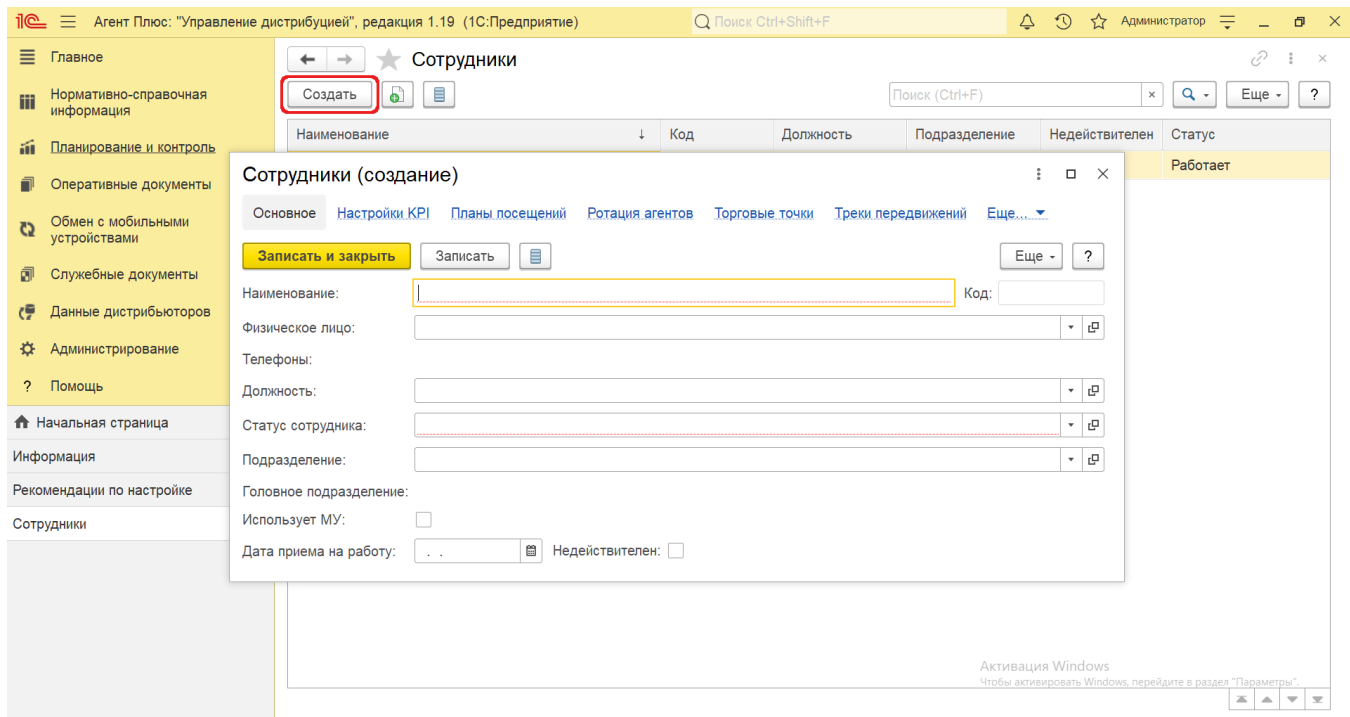 1С Агент Плюс: "Управление дистрибуцией", редакция 1.19 (1С:Предприятие) Поиск Ctrl+Shift+F Администратор
Главное
Нормативно-справочная
информация
Планирование и контроль
Оперативные документы
Обмен с мобильными
устройствами
Служебные документы
Данные дистрибьюторов
Администрирование
? Помощь
Начальная страница
Информация
Рекомендации по настройке
Сотрудники
Сотрудники
Создать Поиск (Ctrl+F) × Еще ?
Наименование ↓ Код Должность Подразделение Недействителен Статус
Работает
Сотрудники (создание)
Основное Настройки KPI Планы посещений Ротация агентов Торговые точки Треки передвижений Еще...
Записать и закрыть Записать Еще ?
Наименование: Код:
Физическое лицо:
Телефоны:
Должность:
Статус сотрудника:
Подразделение:
Головное подразделение:
Использует МУ:
Дата приема на работу: . . Недействителен:
Активация Windows
Чтобы активировать Windows, перейдите в раздел "Параметры".